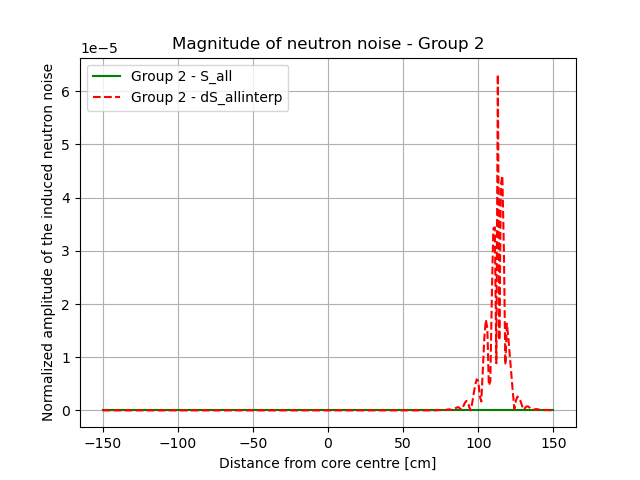 Magnitude of neutron noise - Group 2
1e−5
Group 2 - S_all
Group 2 - dS_allinterp
Normalized amplitude of the induced neutron noise
6
5
4
3
2
1
0
−150 −100 −50 0 50 100 150
Distance from core centre [cm]